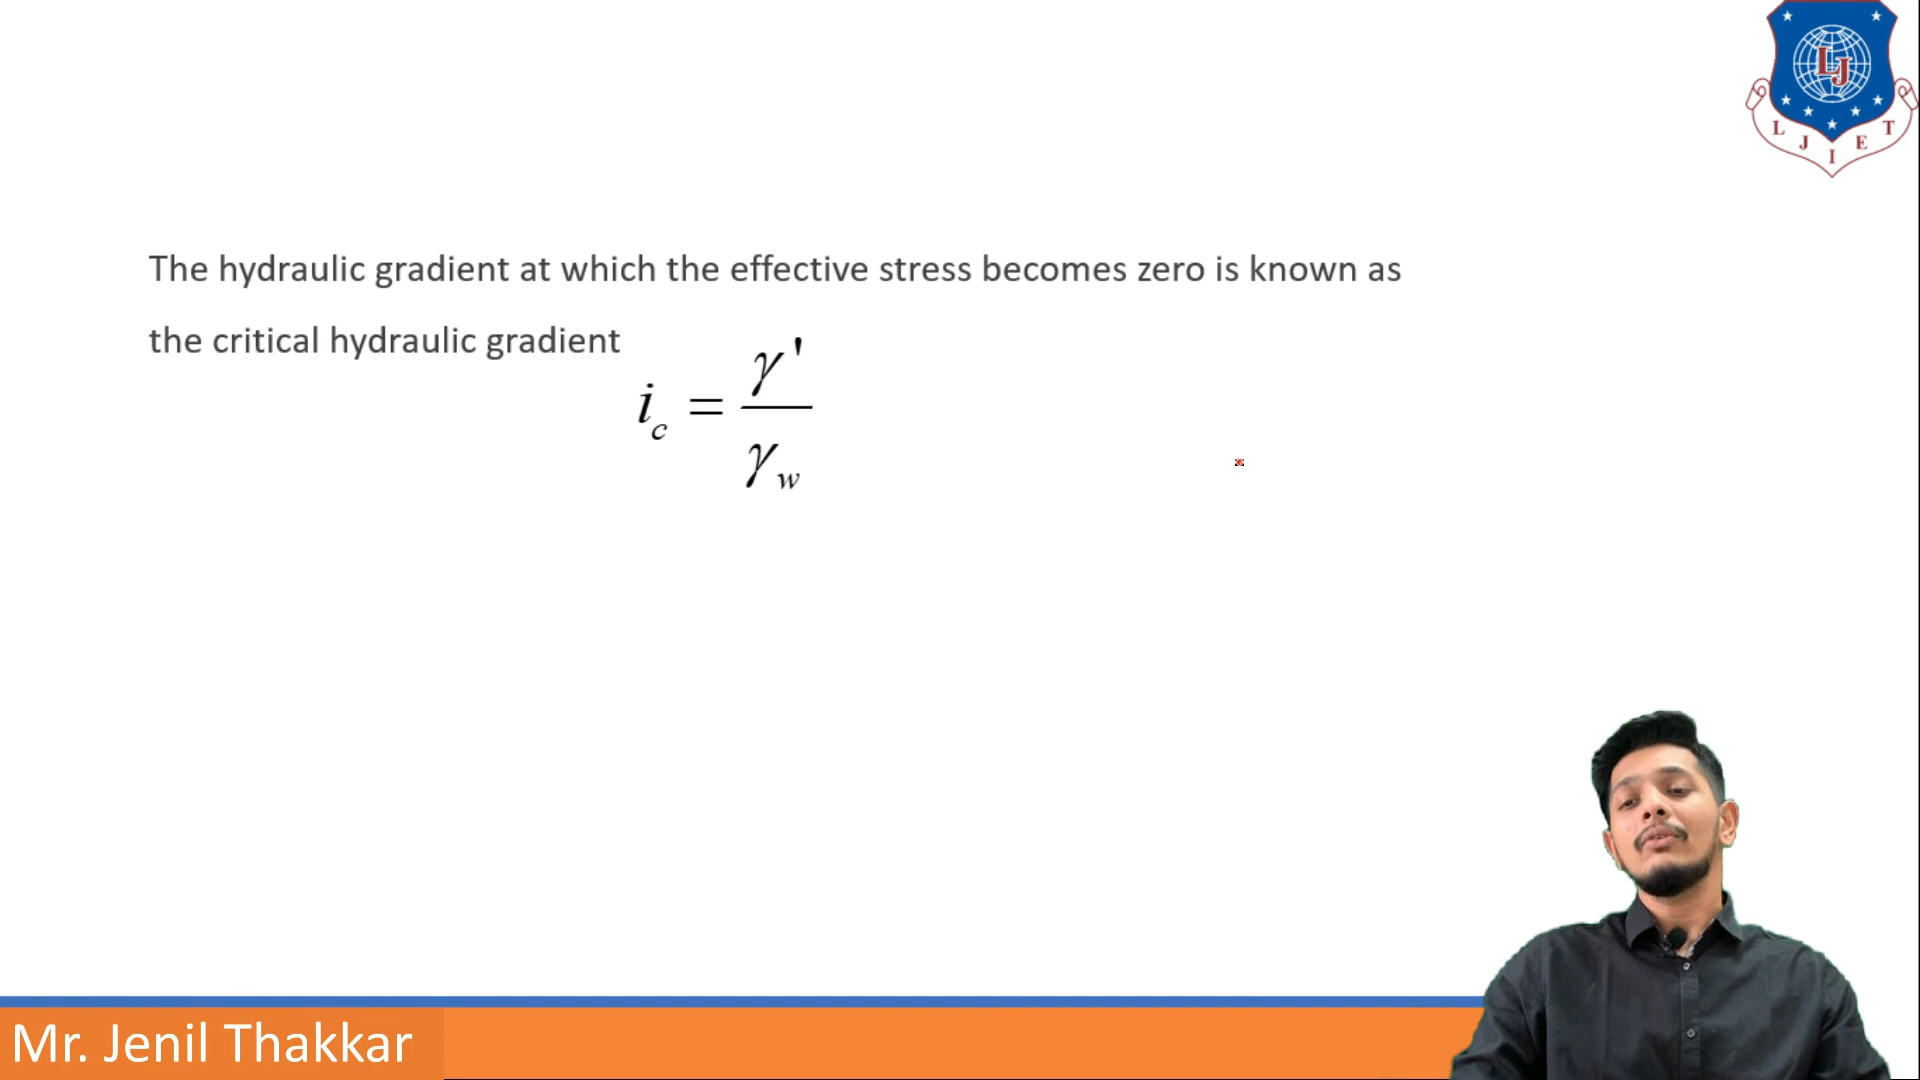 LJ
L J I E T
The hydraulic gradient at which the effective stress becomes zero is known as
the critical hydraulic gradient
i_c = γ' / γ_w
Mr. Jenil Thakkar